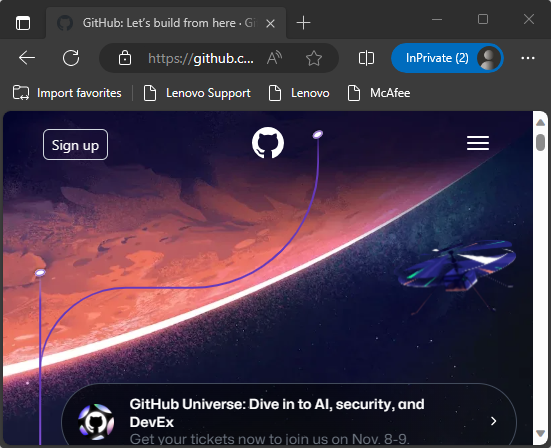 GitHub: Let's build from here · Gi
https://github.c...
InPrivate (2)
Import favorites
Lenovo Support
Lenovo
McAfee
Sign up
GitHub Universe: Dive in to AI, security, and
DevEx
Get your tickets now to join us on Nov. 8-9.